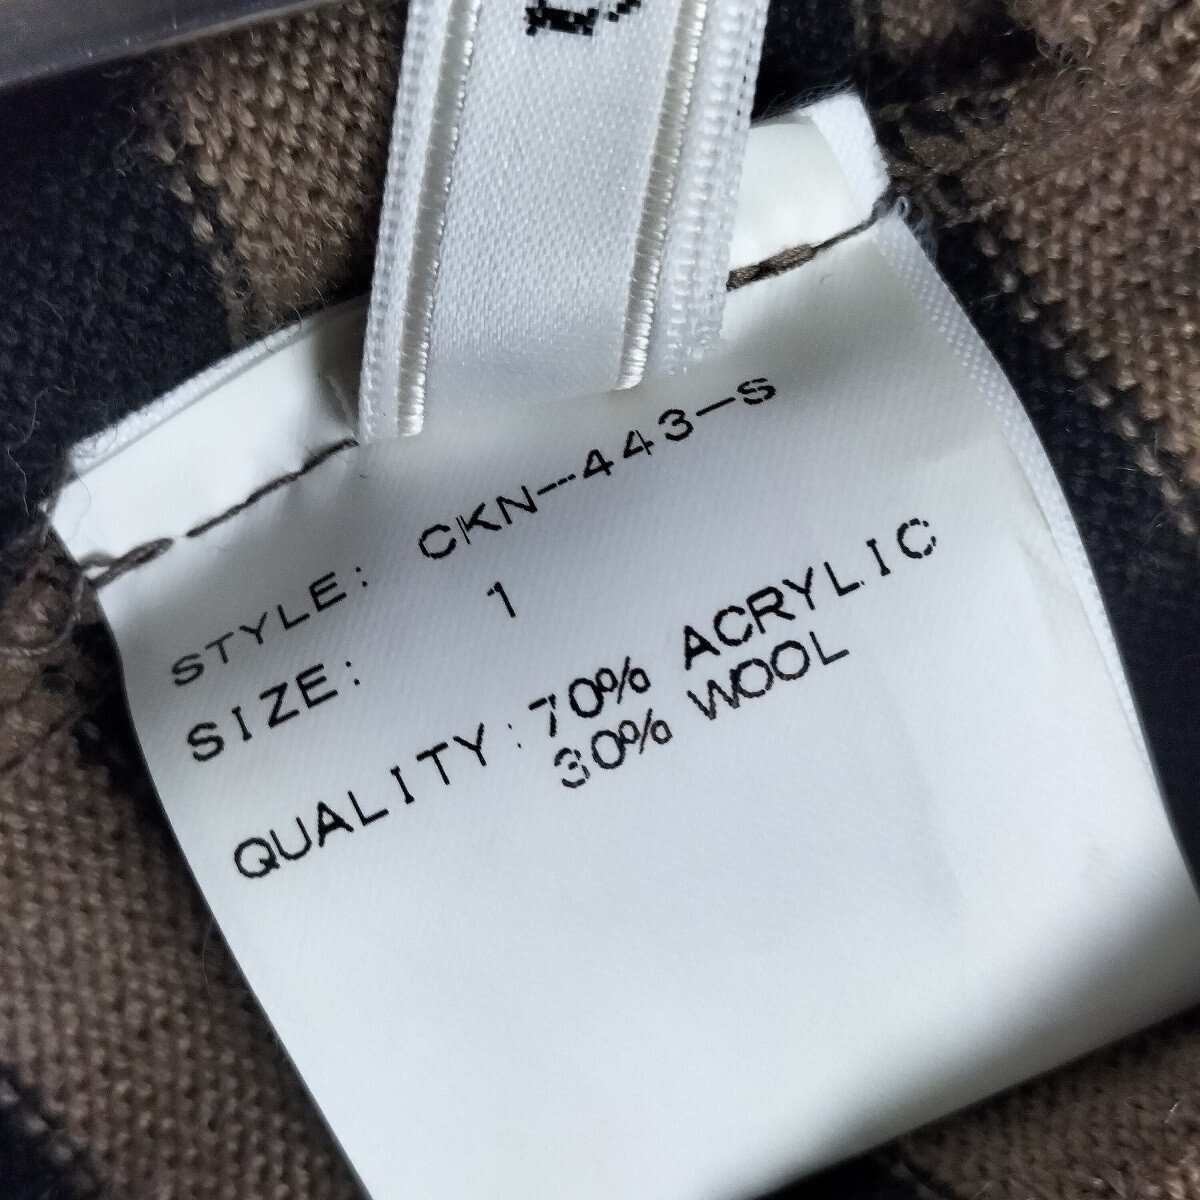 STYLE: CKN-443-S
SIZE: 1
QUALITY: 70% ACRYLIC
30% WOOL